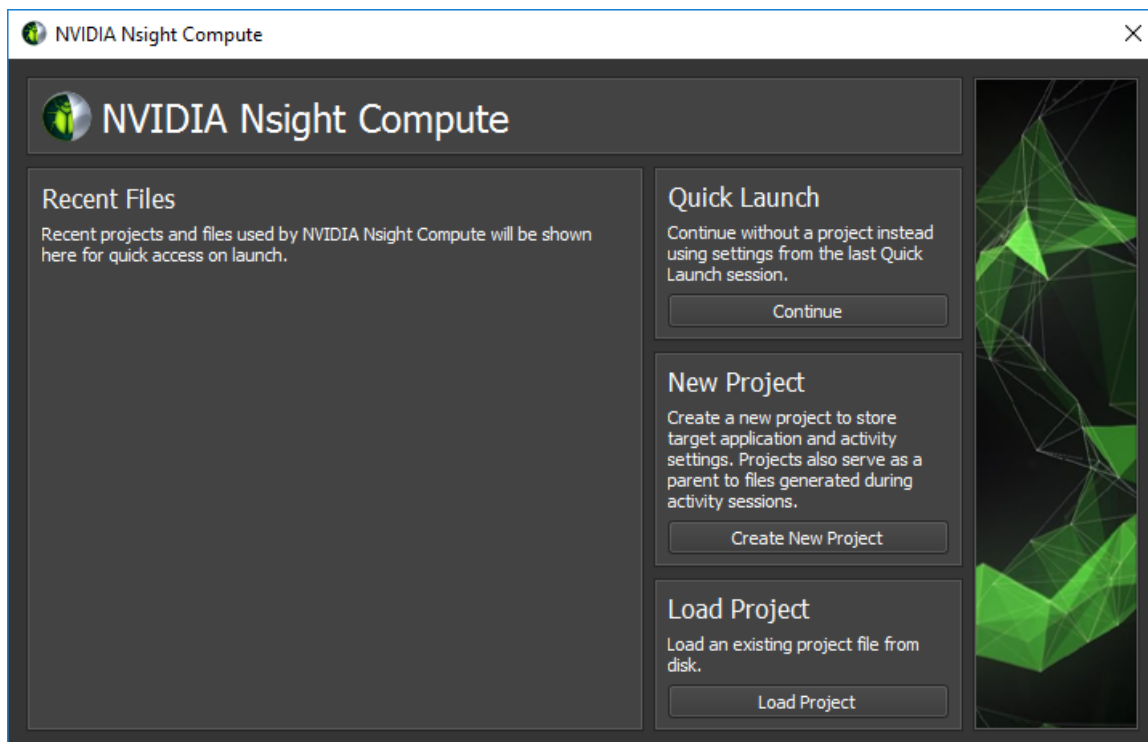 NVIDIA Nsight Compute
NVIDIA Nsight Compute
Recent Files
Recent projects and files used by NVIDIA Nsight Compute will be shown
here for quick access on launch.
Quick Launch
Continue without a project instead
using settings from the last Quick
Launch session.
Continue
New Project
Create a new project to store
target application and activity
settings. Projects also serve as a
parent to files generated during
activity sessions.
Create New Project
Load Project
Load an existing project file from
disk.
Load Project